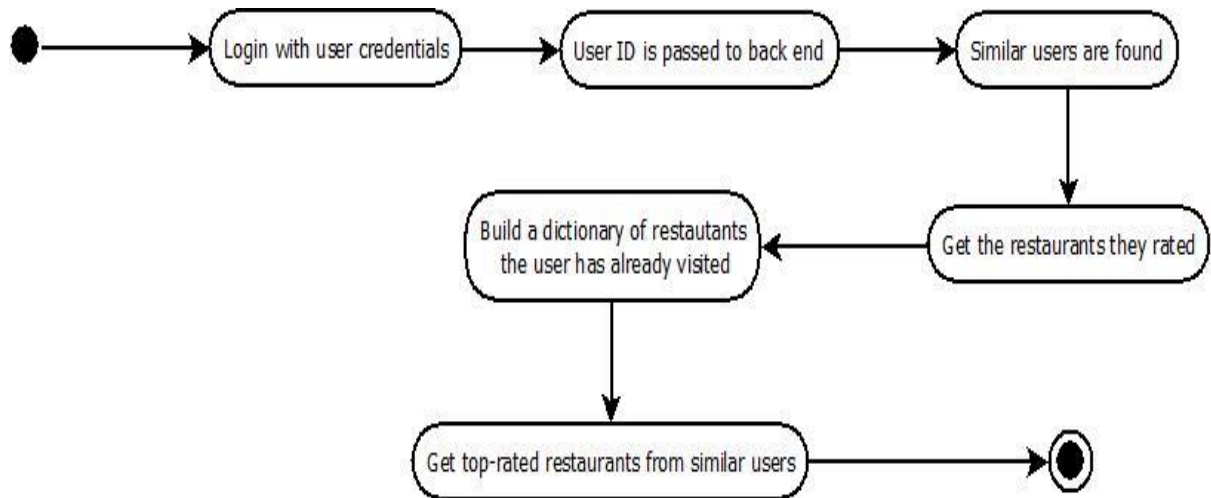 Login with user credentials
User ID is passed to back end
Similar users are found
Get the restaurants they rated
Build a dictionary of restautants
the user has already visited
Get top-rated restaurants from similar users